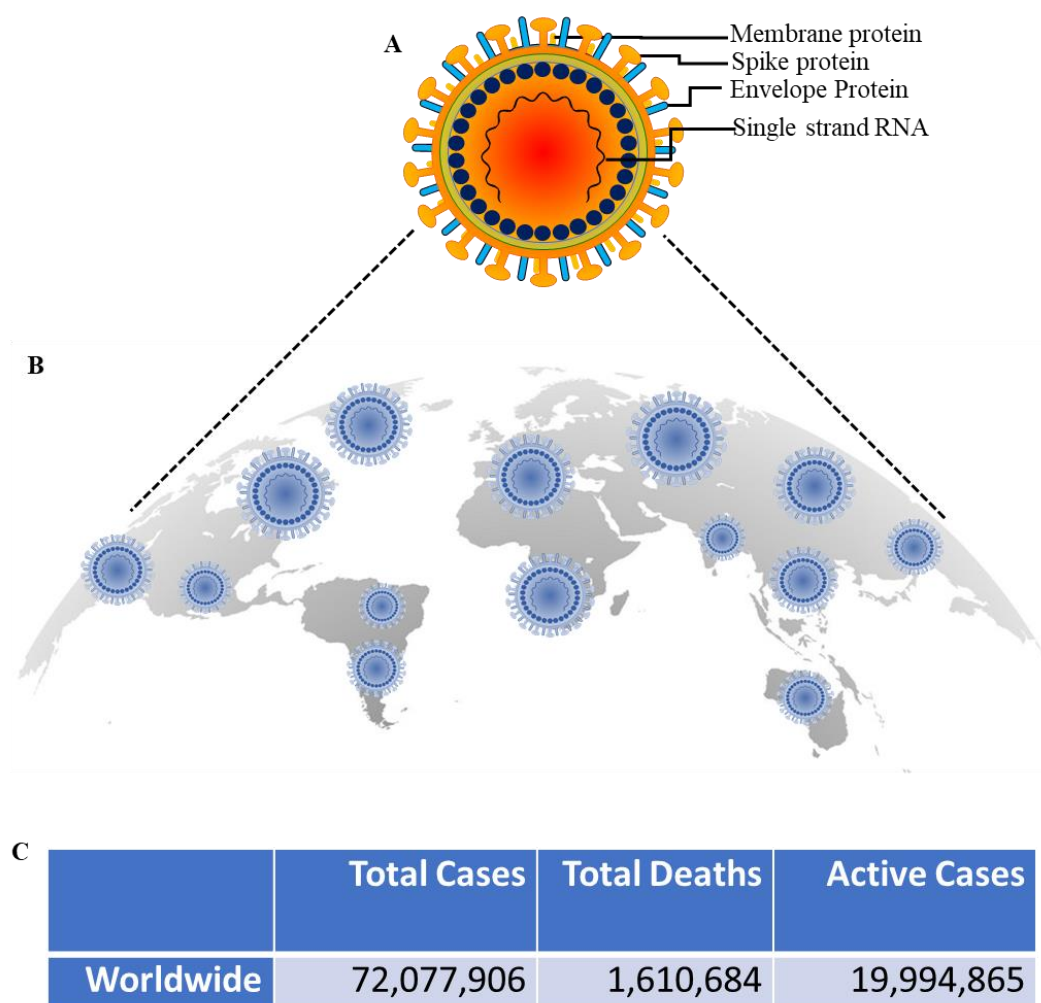 A
Membrane protein
Spike protein
Envelope Protein
Single strand RNA
B
C
Total Cases Total Deaths Active Cases
Worldwide 72,077,906 1,610,684 19,994,865